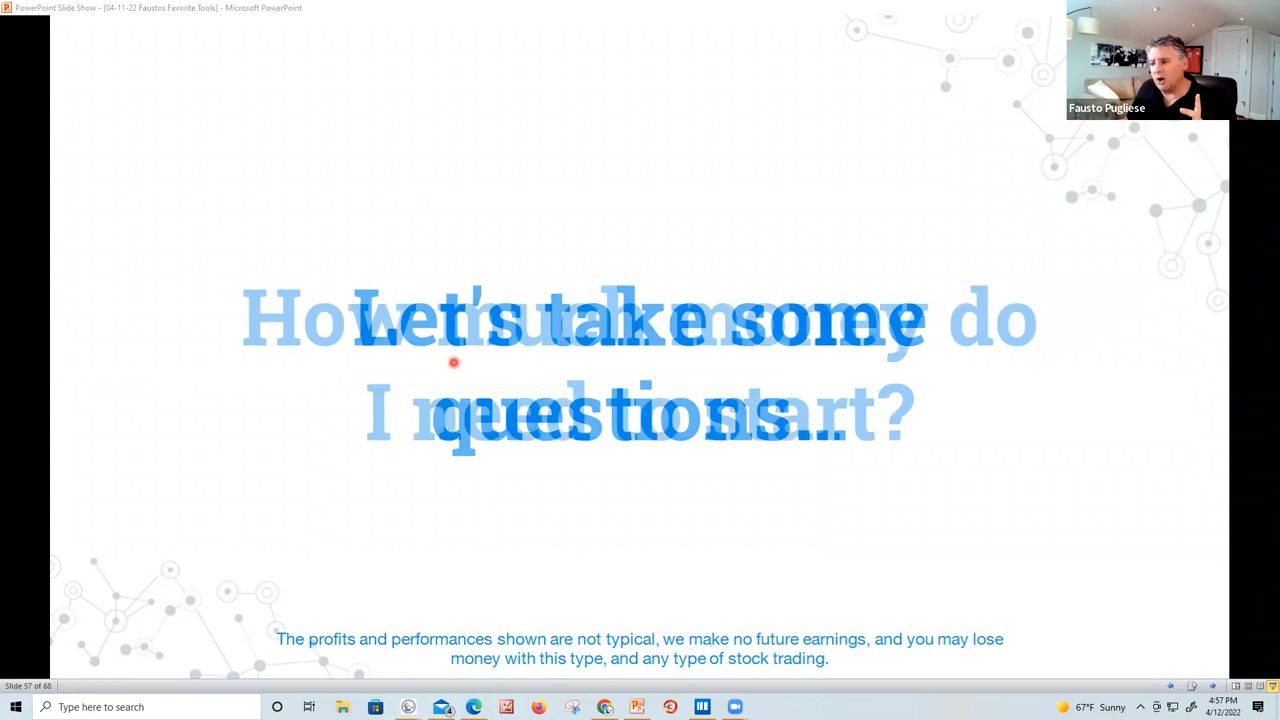 PowerPoint Slide Show - [04-11-22 Faustos Favorite Tools] - Microsoft PowerPoint
Fausto Pugliese
Let's take some
questions...
How much money do
I need to start?
The profits and performances shown are not typical, we make no future earnings, and you may lose
money with this type, and any type of stock trading.
Slide 57 of 68
Type here to search
4
67°F Sunny
4:57 PM
4/12/2022